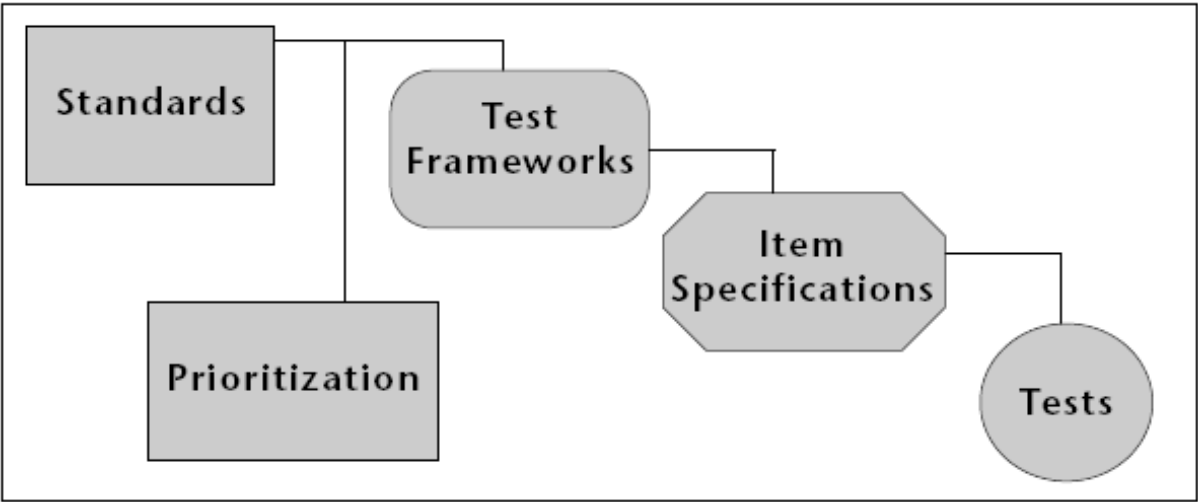 Standards
Test
Frameworks
Item
Specifications
Prioritization
Tests